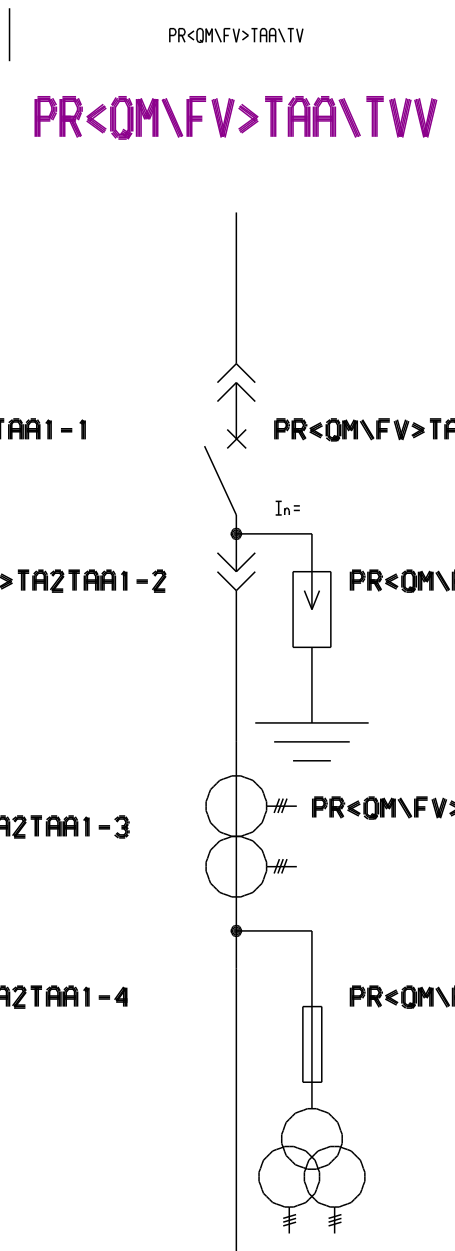 PR<QM\FV>TAA\TV
PR<QM\FV>TAA\TVV
TAA1-1 PR<QM\FV>TA
In=
>TA2TAA1-2 PR<QM\
A2TAA1-3 PR<QM\FV>
A2TAA1-4 PR<QM\